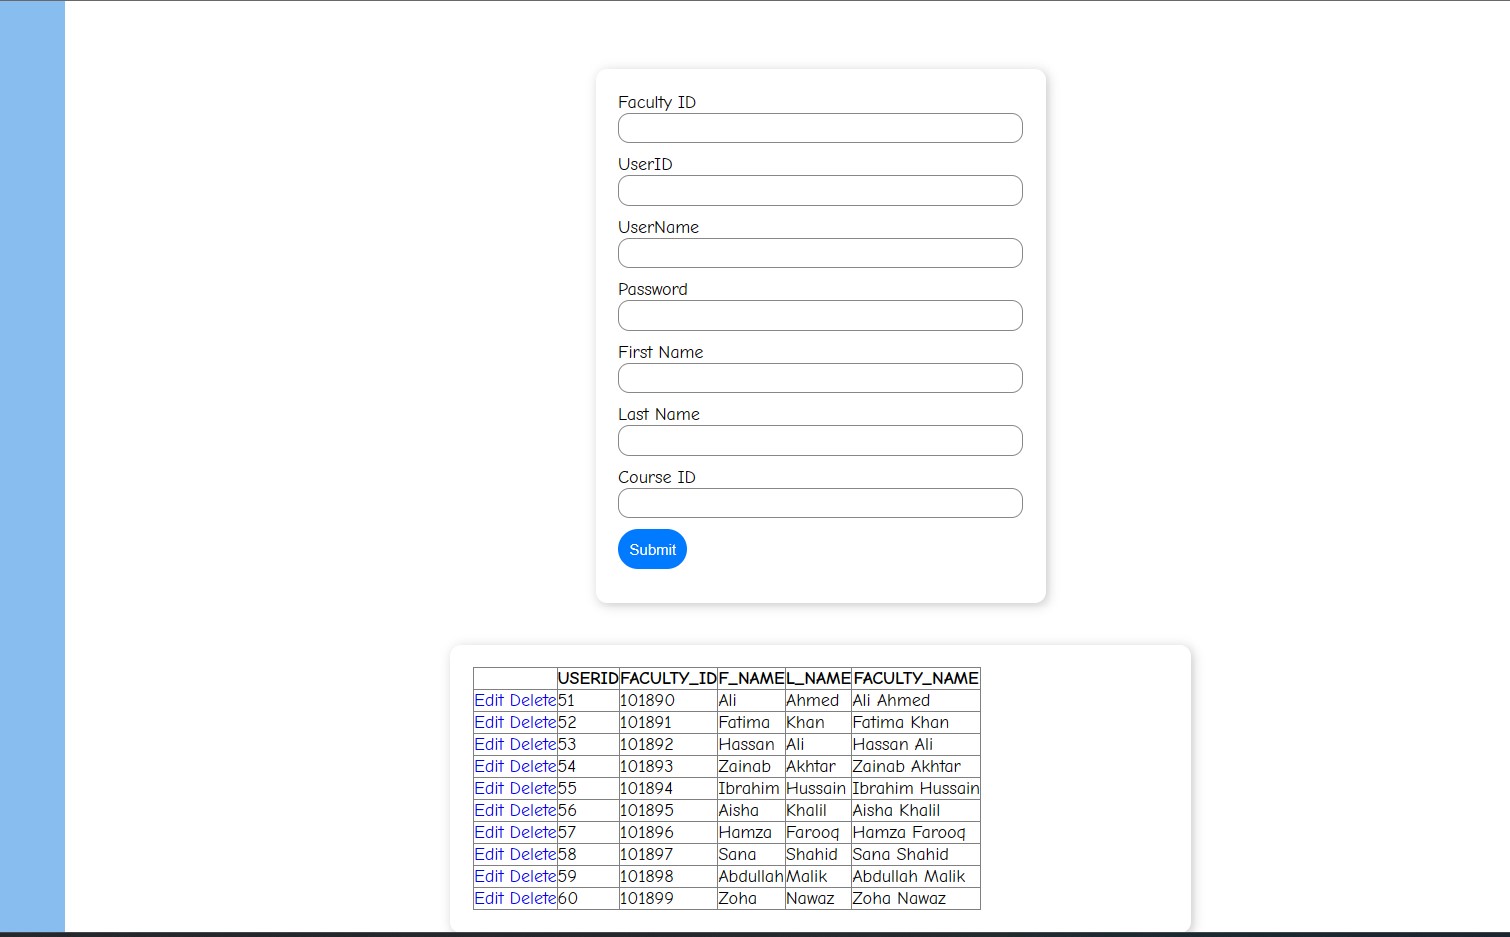 Faculty ID
UserID
UserName
Password
First Name
Last Name
Course ID
Submit
USERID FACULTY_ID F_NAME L_NAME FACULTY_NAME
Edit Delete 51 101890 Ali Ahmed Ali Ahmed
Edit Delete 52 101891 Fatima Khan Fatima Khan
Edit Delete 53 101892 Hassan Ali Hassan Ali
Edit Delete 54 101893 Zainab Akhtar Zainab Akhtar
Edit Delete 55 101894 Ibrahim Hussain Ibrahim Hussain
Edit Delete 56 101895 Aisha Khalil Aisha Khalil
Edit Delete 57 101896 Hamza Farooq Hamza Farooq
Edit Delete 58 101897 Sana Shahid Sana Shahid
Edit Delete 59 101898 Abdullah Malik Abdullah Malik
Edit Delete 60 101899 Zoha Nawaz Zoha Nawaz